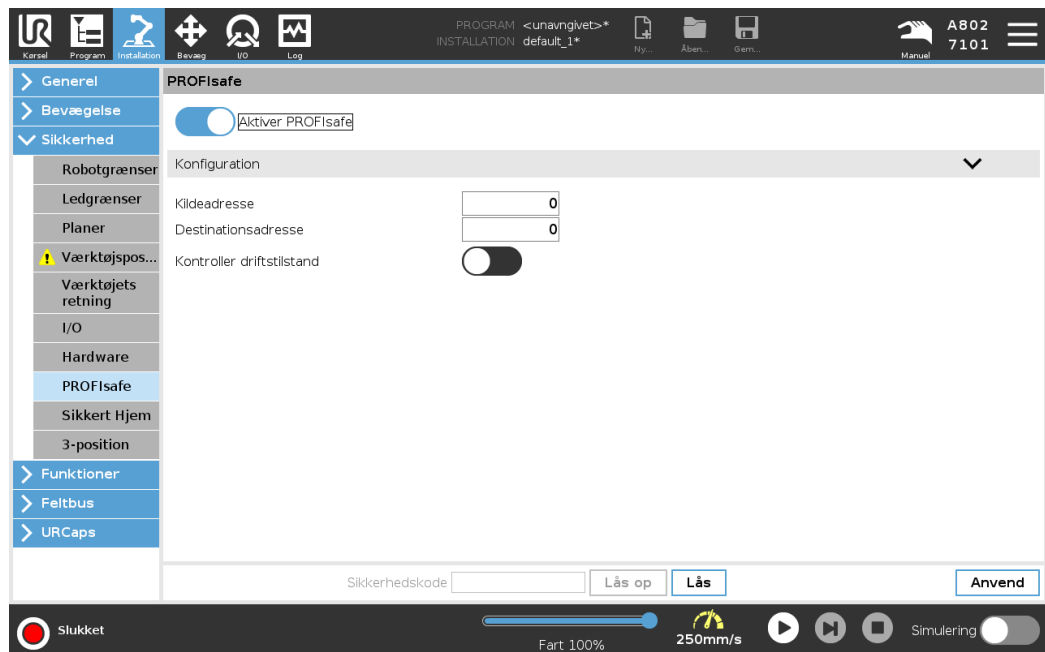 UR
Kørsel
Program
Installation
Bevæg
I/O
Log
PROGRAM <unavngivet>*
INSTALLATION default_1*
Ny...
Åben...
Gem...
Manuel
A802
7101
Generel
Bevægelse
Sikkerhed
Robotgrænser
Ledgrænser
Planer
Værktøjspos...
Værktøjets
retning
I/O
Hardware
PROFIsafe
Sikkert Hjem
3-position
Funktioner
Feltbus
URCaps
PROFIsafe
Aktiver PROFIsafe
Konfiguration
Kildeadresse 0
Destinationsadresse 0
Kontroller driftstilstand
Sikkerhedskode Lås op Lås Anvend
Slukket
Fart 100%
250mm/s
Simulering